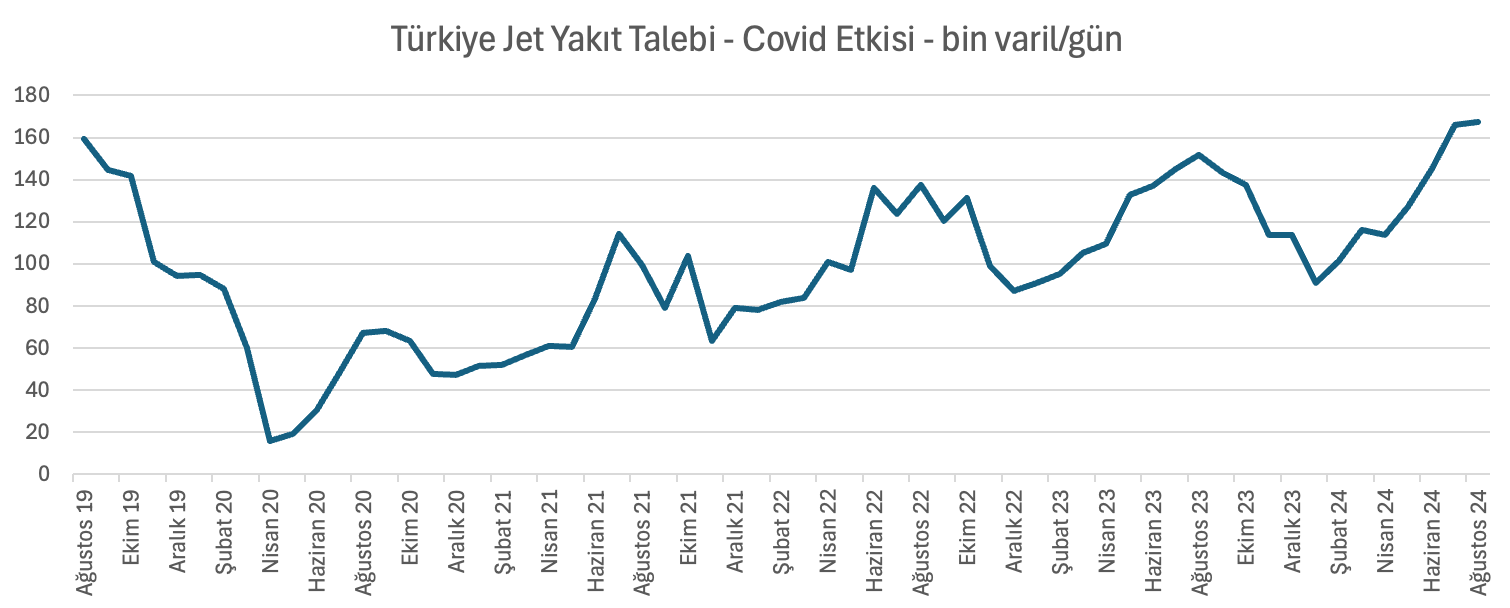 Türkiye Jet Yakıt Talebi - Covid Etkisi - bin varil/gün
180
160
140
120
100
80
60
40
20
0
Ağustos 19
Ekim 19
Aralık 19
Şubat 20
Nisan 20
Haziran 20
Ağustos 20
Ekim 20
Aralık 20
Şubat 21
Nisan 21
Haziran 21
Ağustos 21
Ekim 21
Aralık 21
Şubat 22
Nisan 22
Haziran 22
Ağustos 22
Ekim 22
Aralık 22
Şubat 23
Nisan 23
Haziran 23
Ağustos 23
Ekim 23
Aralık 23
Şubat 24
Nisan 24
Haziran 24
Ağustos 24